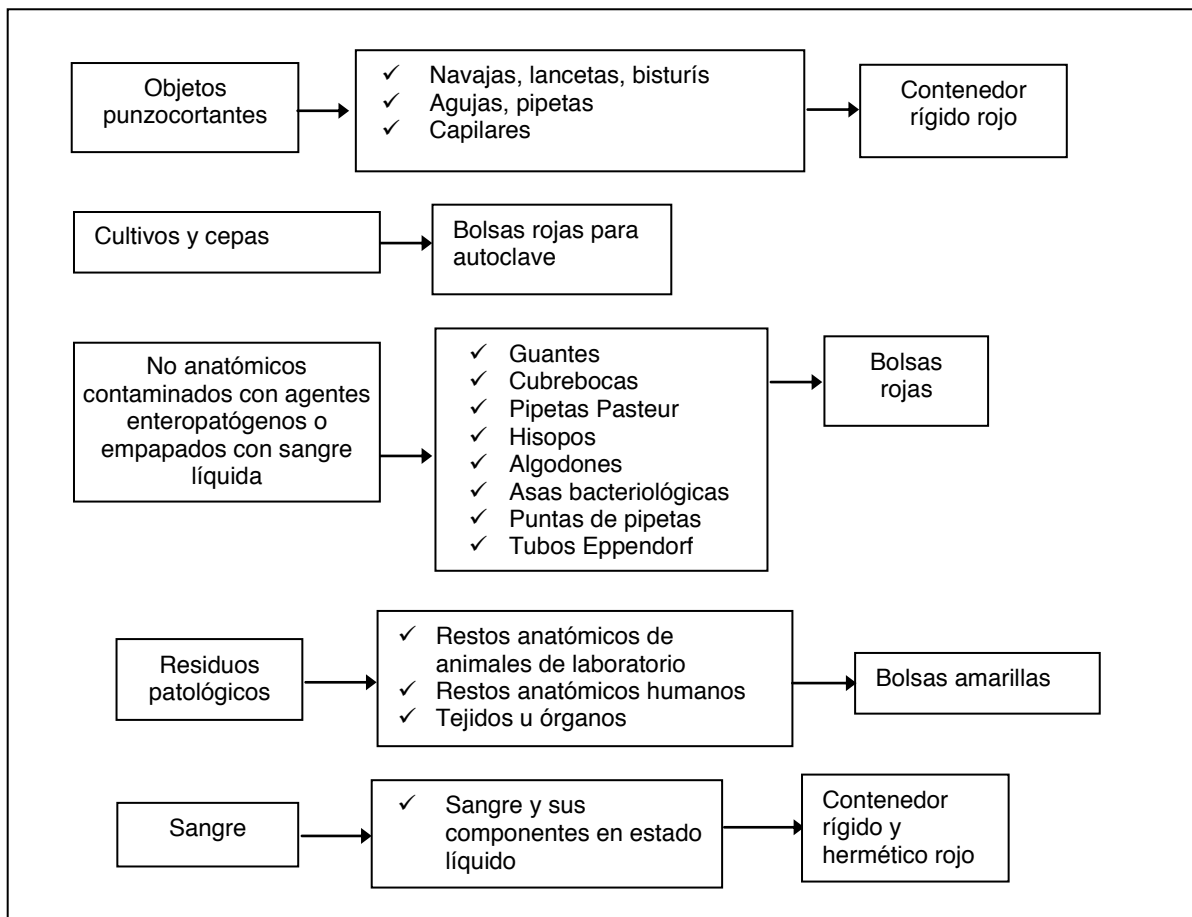 Objetos
punzocortantes
✓ Navajas, lancetas, bisturís
✓ Agujas, pipetas
✓ Capilares
Contenedor
rígido rojo
Cultivos y cepas
Bolsas rojas para
autoclave
No anatómicos
contaminados con agentes
enteropatógenos o
empapados con sangre
líquida
✓ Guantes
✓ Cubrebocas
✓ Pipetas Pasteur
✓ Hisopos
✓ Algodones
✓ Asas bacteriológicas
✓ Puntas de pipetas
✓ Tubos Eppendorf
Bolsas
rojas
Residuos
patológicos
✓ Restos anatómicos de
animales de laboratorio
✓ Restos anatómicos humanos
✓ Tejidos u órganos
Bolsas amarillas
Sangre
✓ Sangre y sus
componentes en estado
líquido
Contenedor
rígido y
hermético rojo